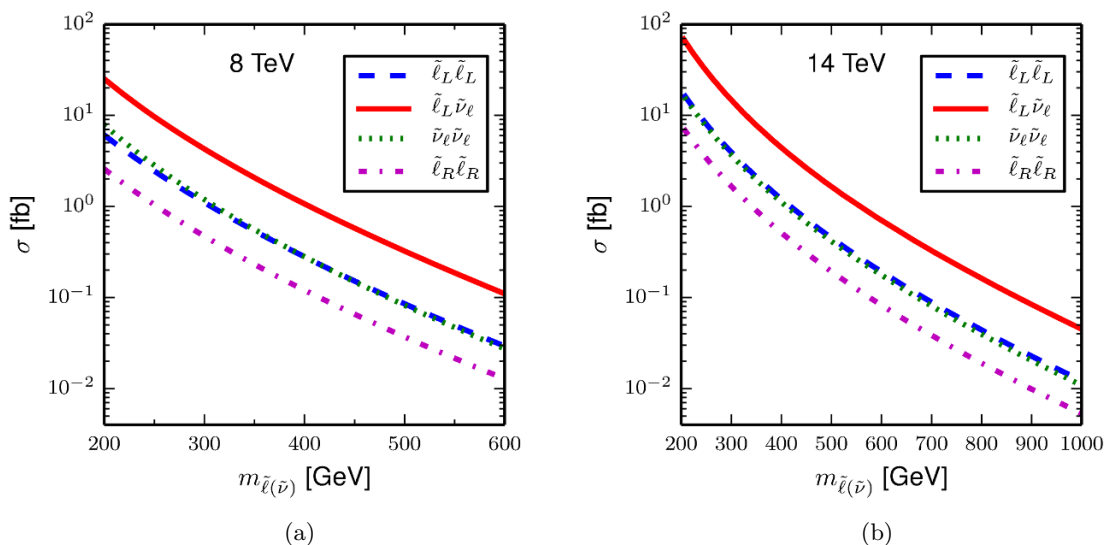 8 TeV
ℓ̃_L ℓ̃_L
ℓ̃_L ν̃_ℓ
ν̃_ℓ ν̃_ℓ
ℓ̃_R ℓ̃_R
σ [fb]
10^2
10^1
10^0
10^-1
10^-2
200 300 400 500 600
m_ℓ̃(ν̃) [GeV]
(a)
14 TeV
ℓ̃_L ℓ̃_L
ℓ̃_L ν̃_ℓ
ν̃_ℓ ν̃_ℓ
ℓ̃_R ℓ̃_R
σ [fb]
10^2
10^1
10^0
10^-1
10^-2
200 300 400 500 600 700 800 900 1000
m_ℓ̃(ν̃) [GeV]
(b)